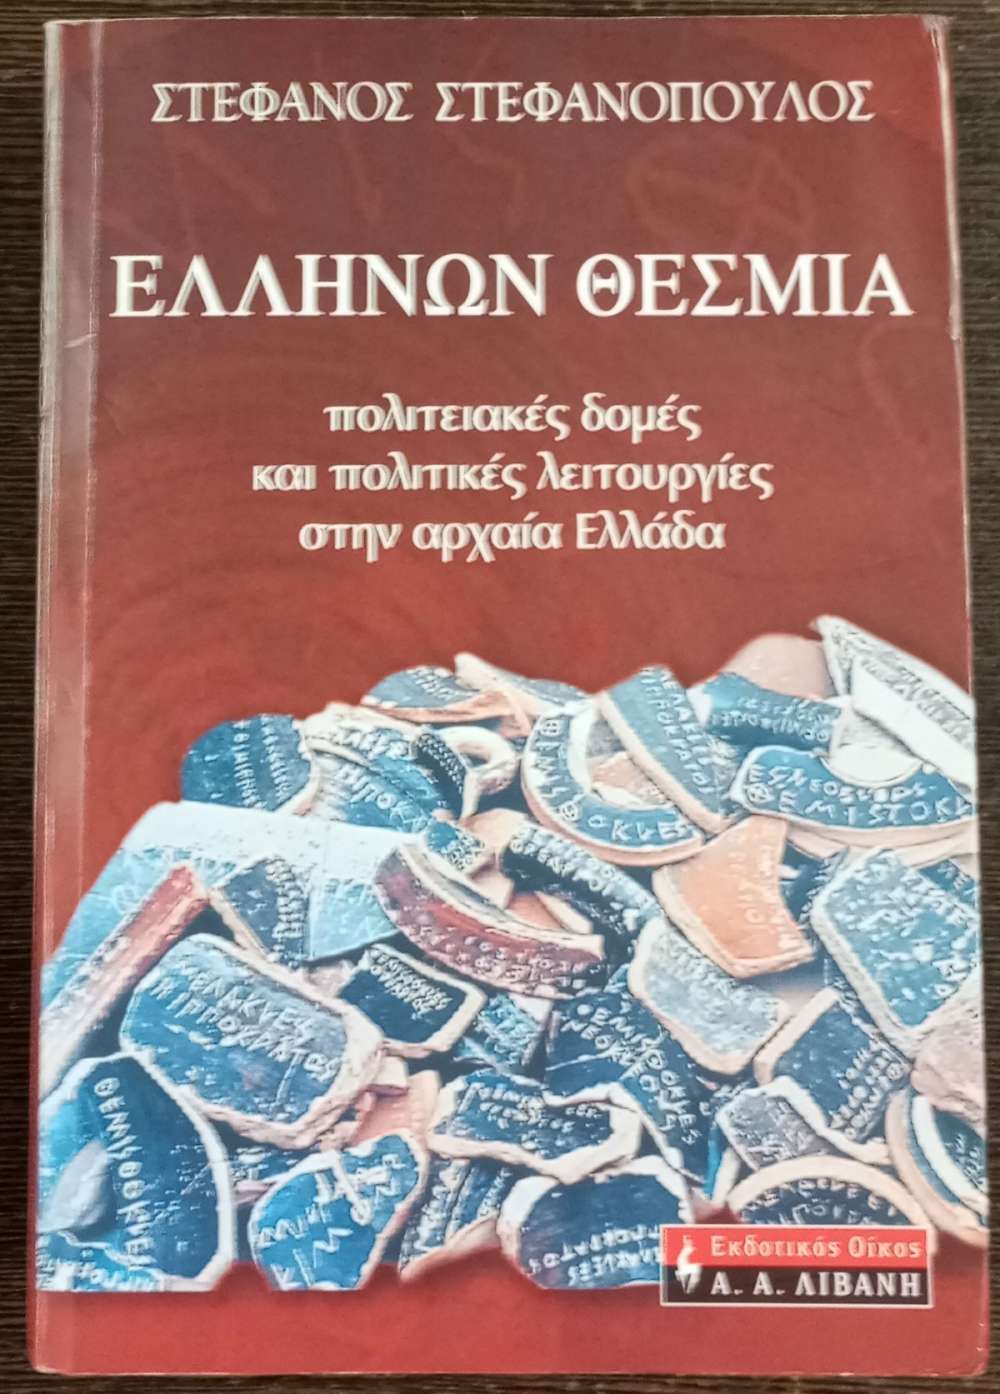 ΣΤΕΦΑΝΟΣ ΣΤΕΦΑΝΟΠΟΥΛΟΣ
ΕΛΛΗΝΩΝ ΘΕΣΜΙΑ
πολιτειακές δομές
και πολιτικές λειτουργίες
στην αρχαία Ελλάδα
Εκδοτικός Οίκος
Α. Α. ΛΙΒΑΝΗ